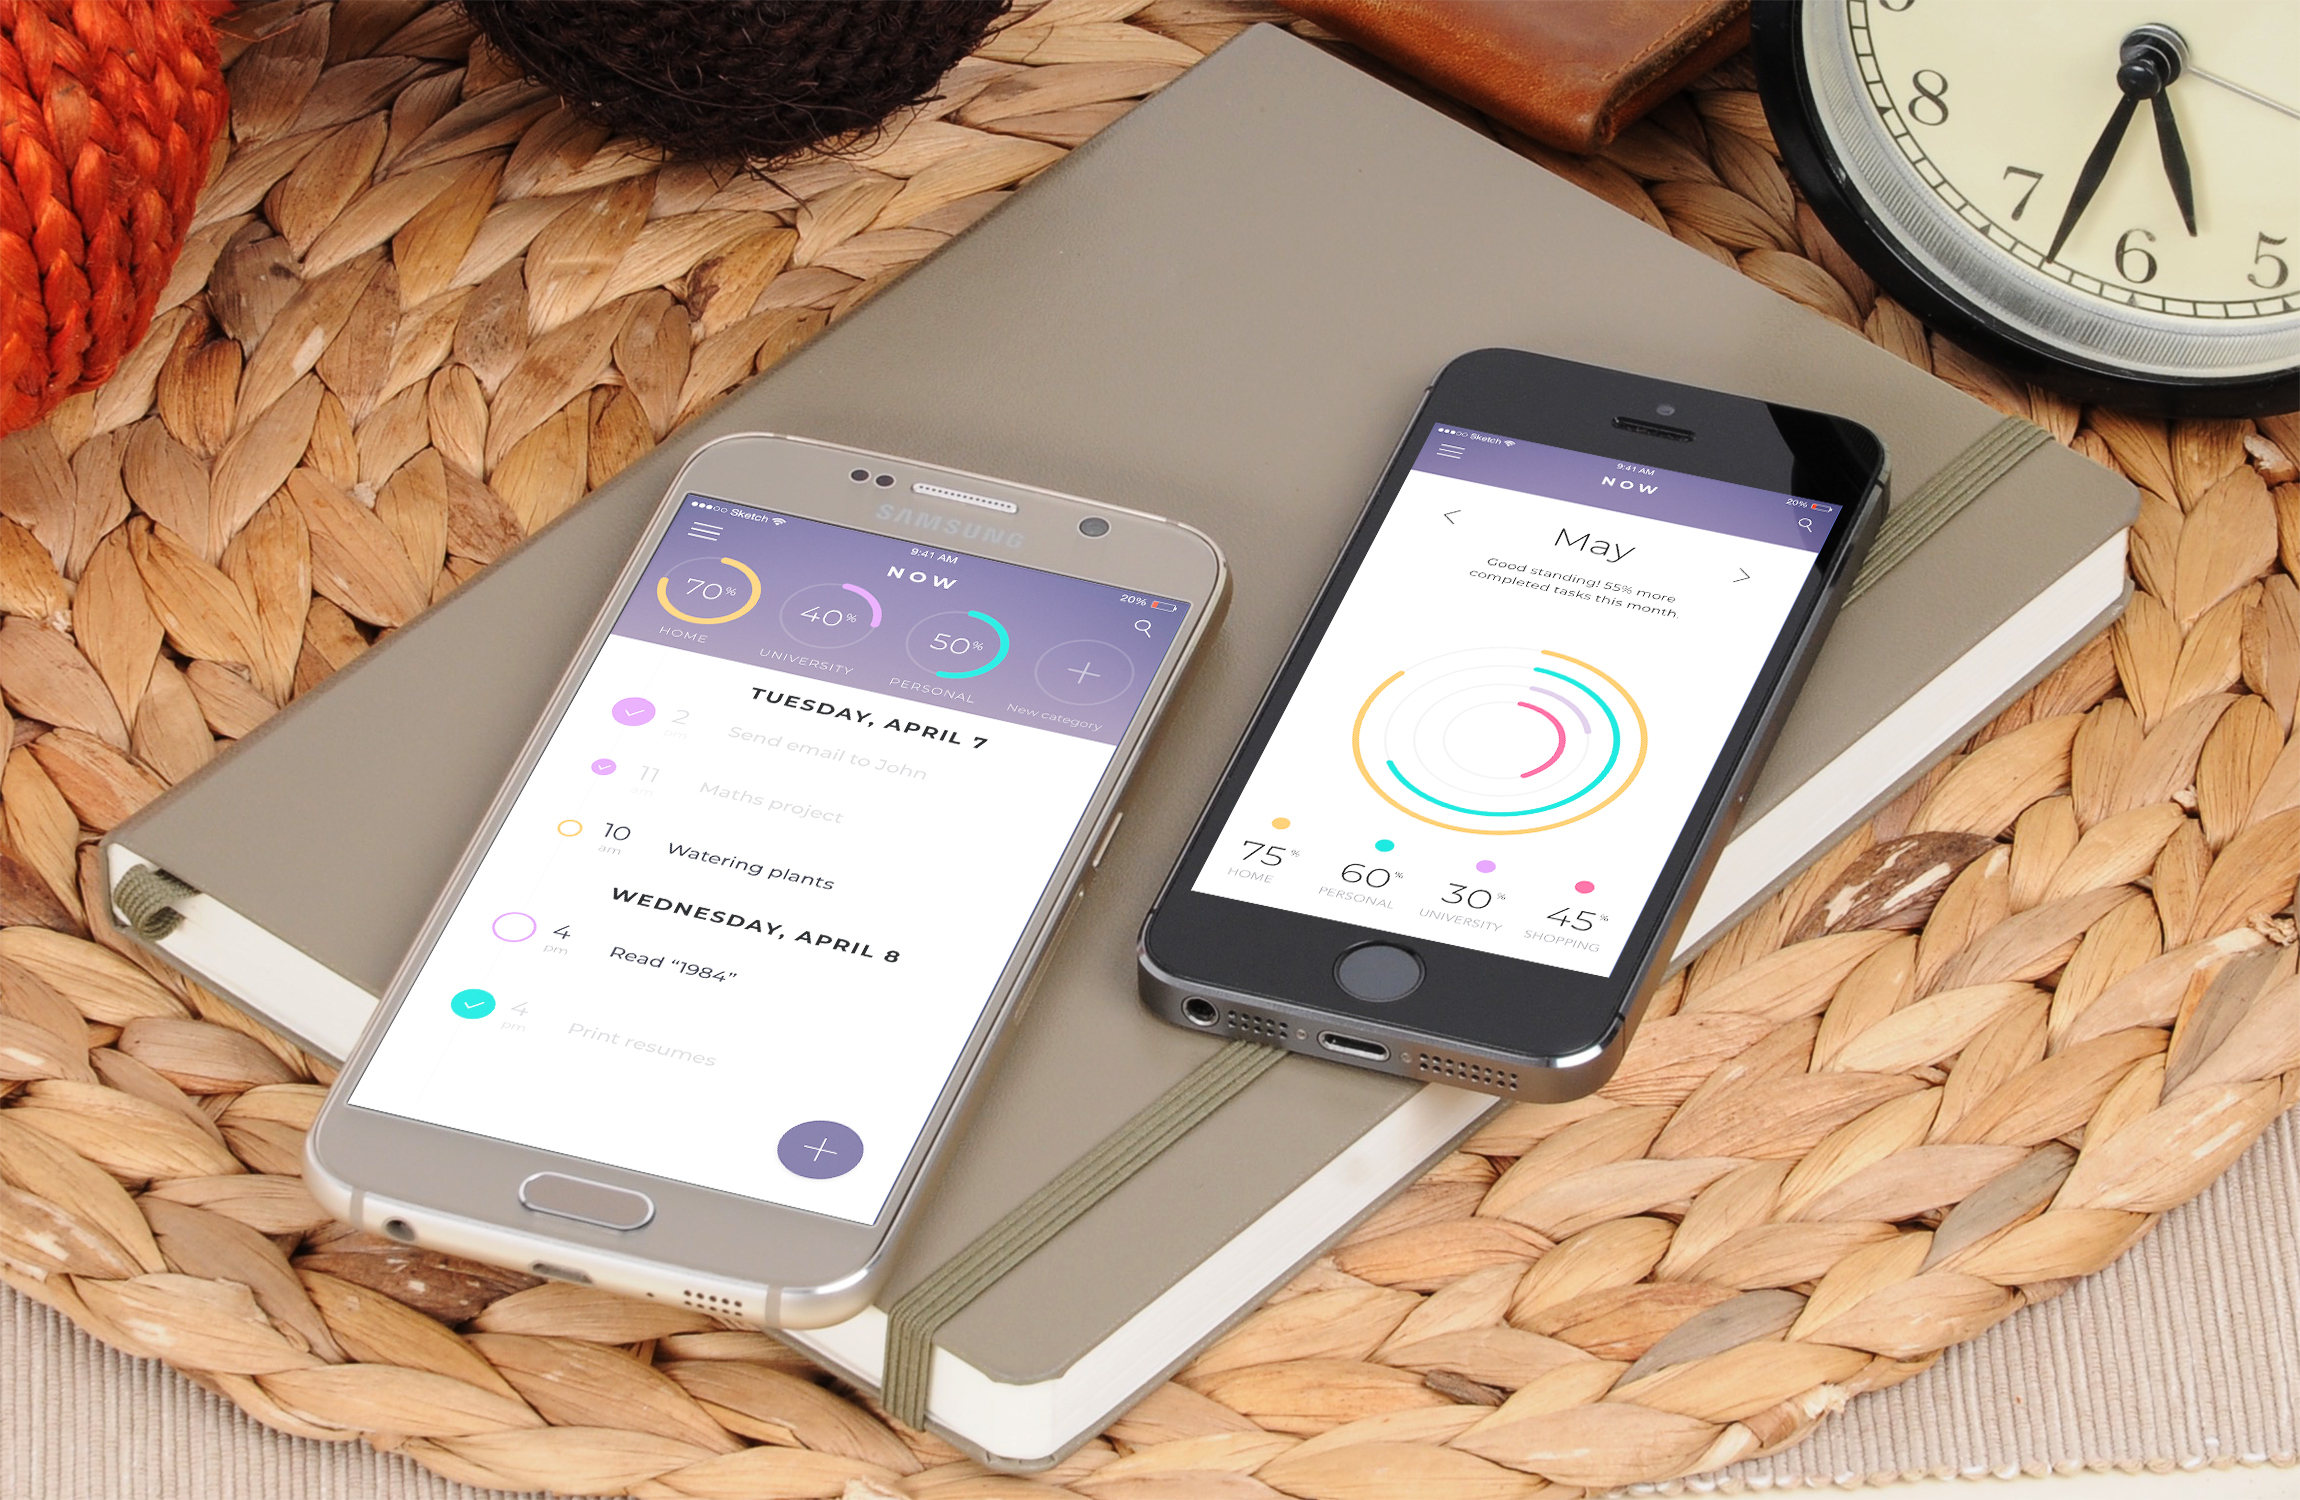 8
7
6
5
SAMSUNG
Sketch
9:41 AM
20%
NOW
70%
HOME
40%
UNIVERSITY
50%
PERSONAL
New category
TUESDAY, APRIL 7
2 pm Send email to John
11 am Maths project
10 am Watering plants
WEDNESDAY, APRIL 8
4 pm Read “1984”
4 pm Print resumes
Sketch
9:41 AM
20%
NOW
May
Good standing! 55% more
completed tasks this month.
75%
HOME
60%
PERSONAL
30%
UNIVERSITY
45%
SHOPPING